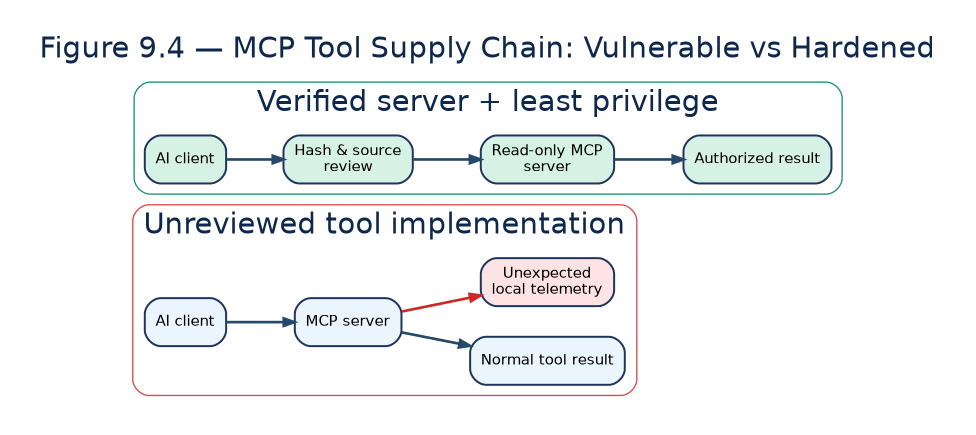 Figure 9.4 — MCP Tool Supply Chain: Vulnerable vs Hardened
Verified server + least privilege
AI client
Hash & source
review
Read-only MCP
server
Authorized result
Unreviewed tool implementation
AI client
MCP server
Unexpected
local telemetry
Normal tool result